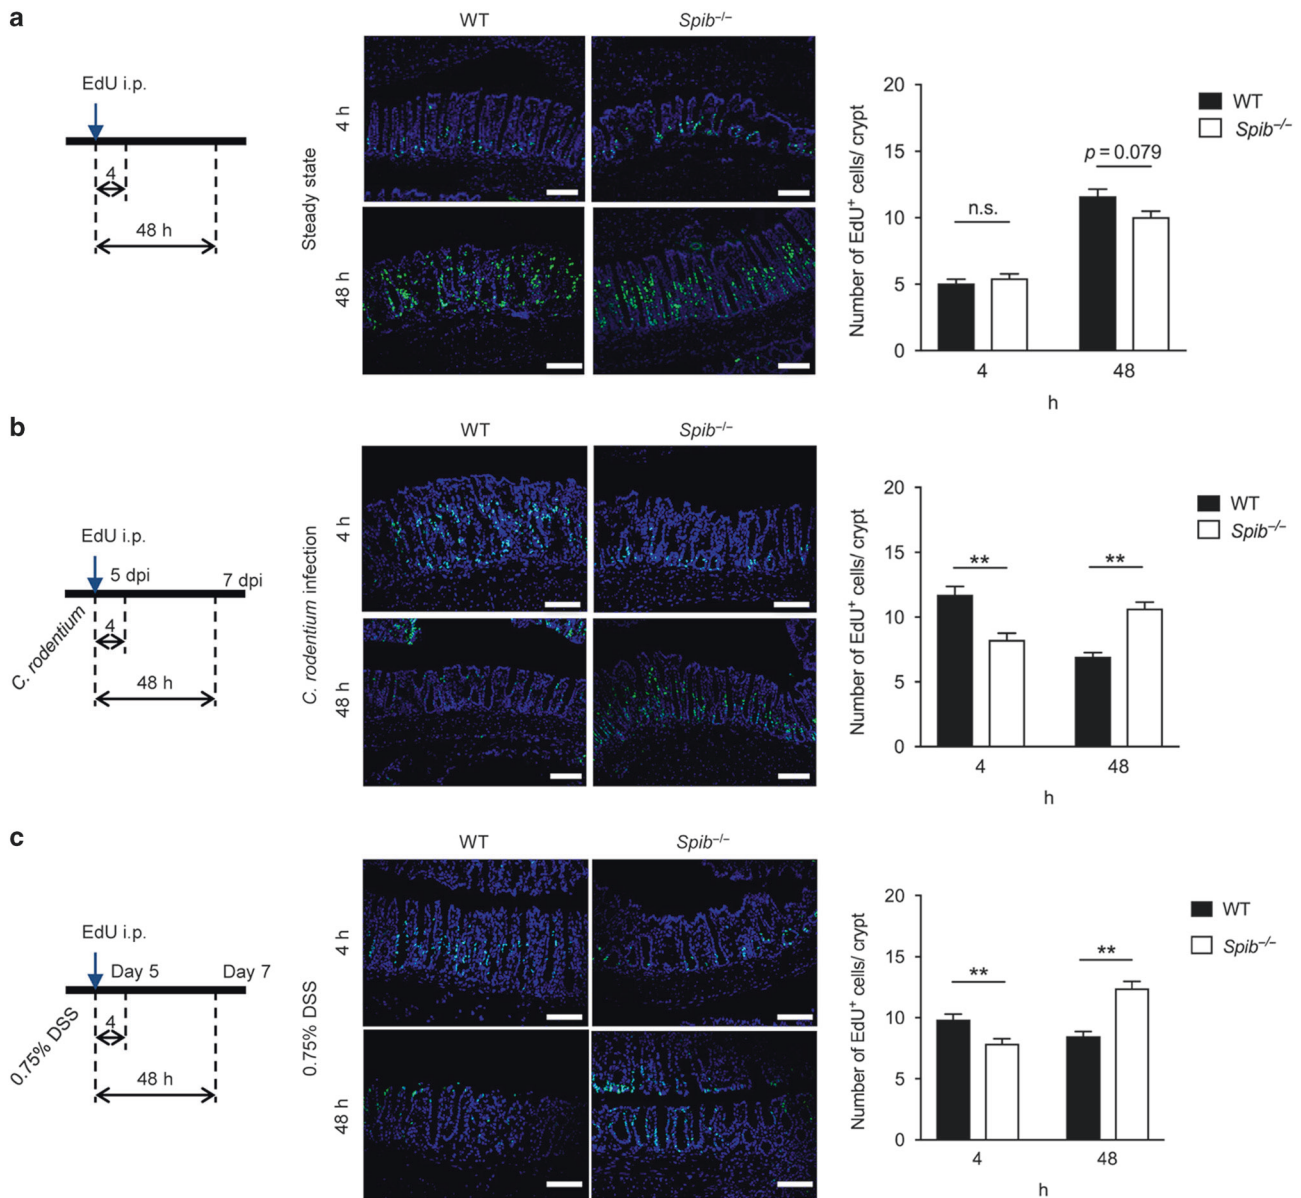 a
WT
Spib–/–
EdU i.p.
4
48 h
Steady state
4 h
48 h
Number of EdU+ cells/ crypt
20
15
10
5
0
n.s.
p = 0.079
4
48
h
WT
Spib–/–
b
WT
Spib–/–
EdU i.p.
5 dpi
7 dpi
C. rodentium
4
48 h
C. rodentium infection
4 h
48 h
Number of EdU+ cells/ crypt
20
15
10
5
0
**
**
4
48
h
WT
Spib–/–
c
WT
Spib–/–
EdU i.p.
Day 5
Day 7
0.75% DSS
4
48 h
0.75% DSS
4 h
48 h
Number of EdU+ cells/ crypt
20
15
10
5
0
**
**
4
48
h
WT
Spib–/–